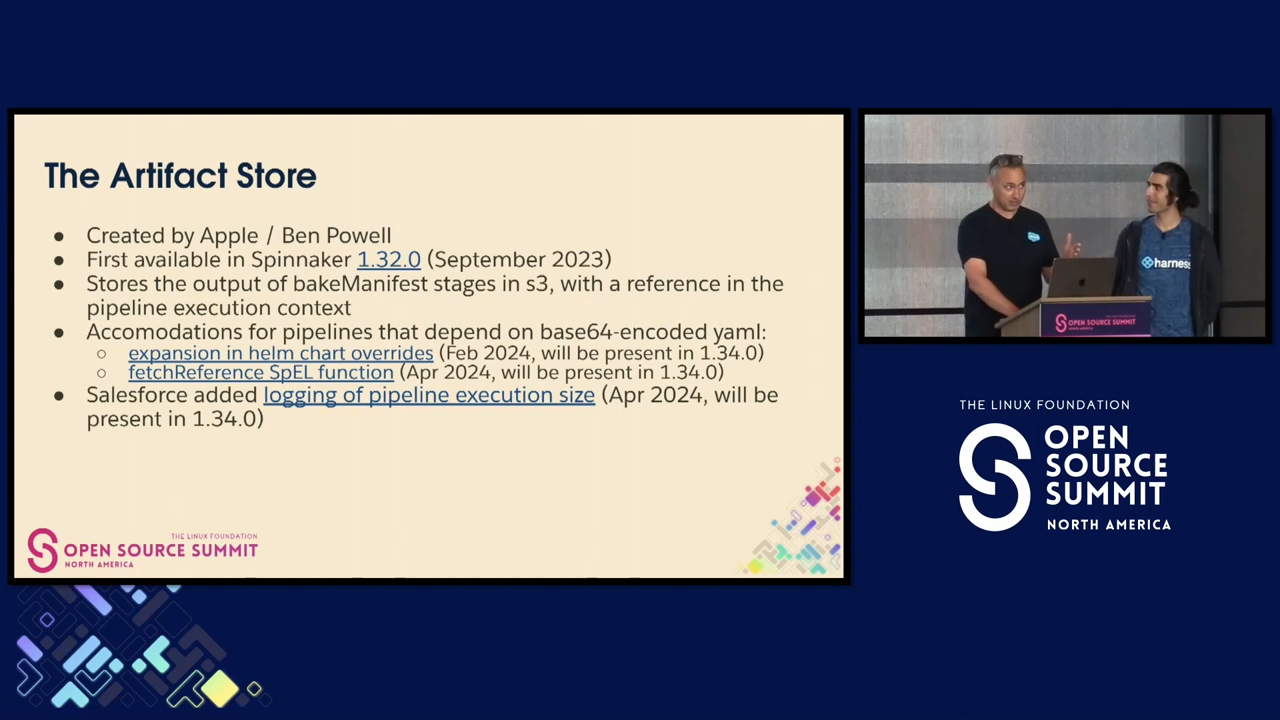 The Artifact Store
● Created by Apple / Ben Powell
● First available in Spinnaker 1.32.0 (September 2023)
● Stores the output of bakeManifest stages in s3, with a reference in the
pipeline execution context
● Accomodations for pipelines that depend on base64-encoded yaml:
○ expansion in helm chart overrides (Feb 2024, will be present in 1.34.0)
○ fetchReference SpEL function (Apr 2024, will be present in 1.34.0)
● Salesforce added logging of pipeline execution size (Apr 2024, will be
present in 1.34.0)
THE LINUX FOUNDATION
OPEN SOURCE SUMMIT
NORTH AMERICA
harness
OPEN SOURCE SUMMIT
THE LINUX FOUNDATION
OPEN
SOURCE
SUMMIT
NORTH AMERICA